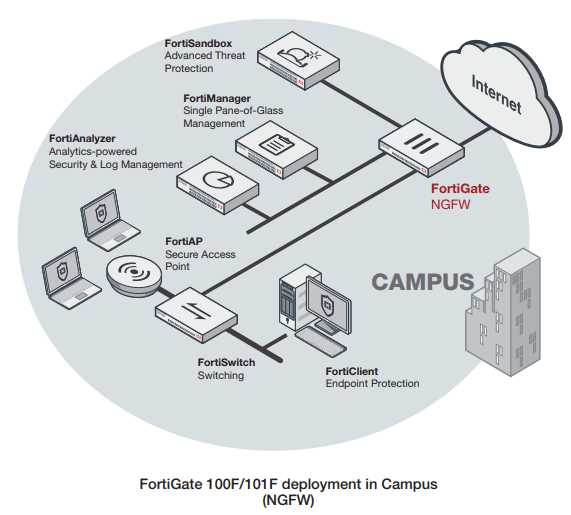 FortiSandbox
Advanced Threat
Protection
FortiManager
Single Pane-of-Glass
Management
Internet
FortiAnalyzer
Analytics-powered
Security & Log Management
FortiGate
NGFW
FortiAP
Secure Access
Point
CAMPUS
FortiSwitch
Switching
FortiClient
Endpoint Protection
FortiGate 100F/101F deployment in Campus
(NGFW)